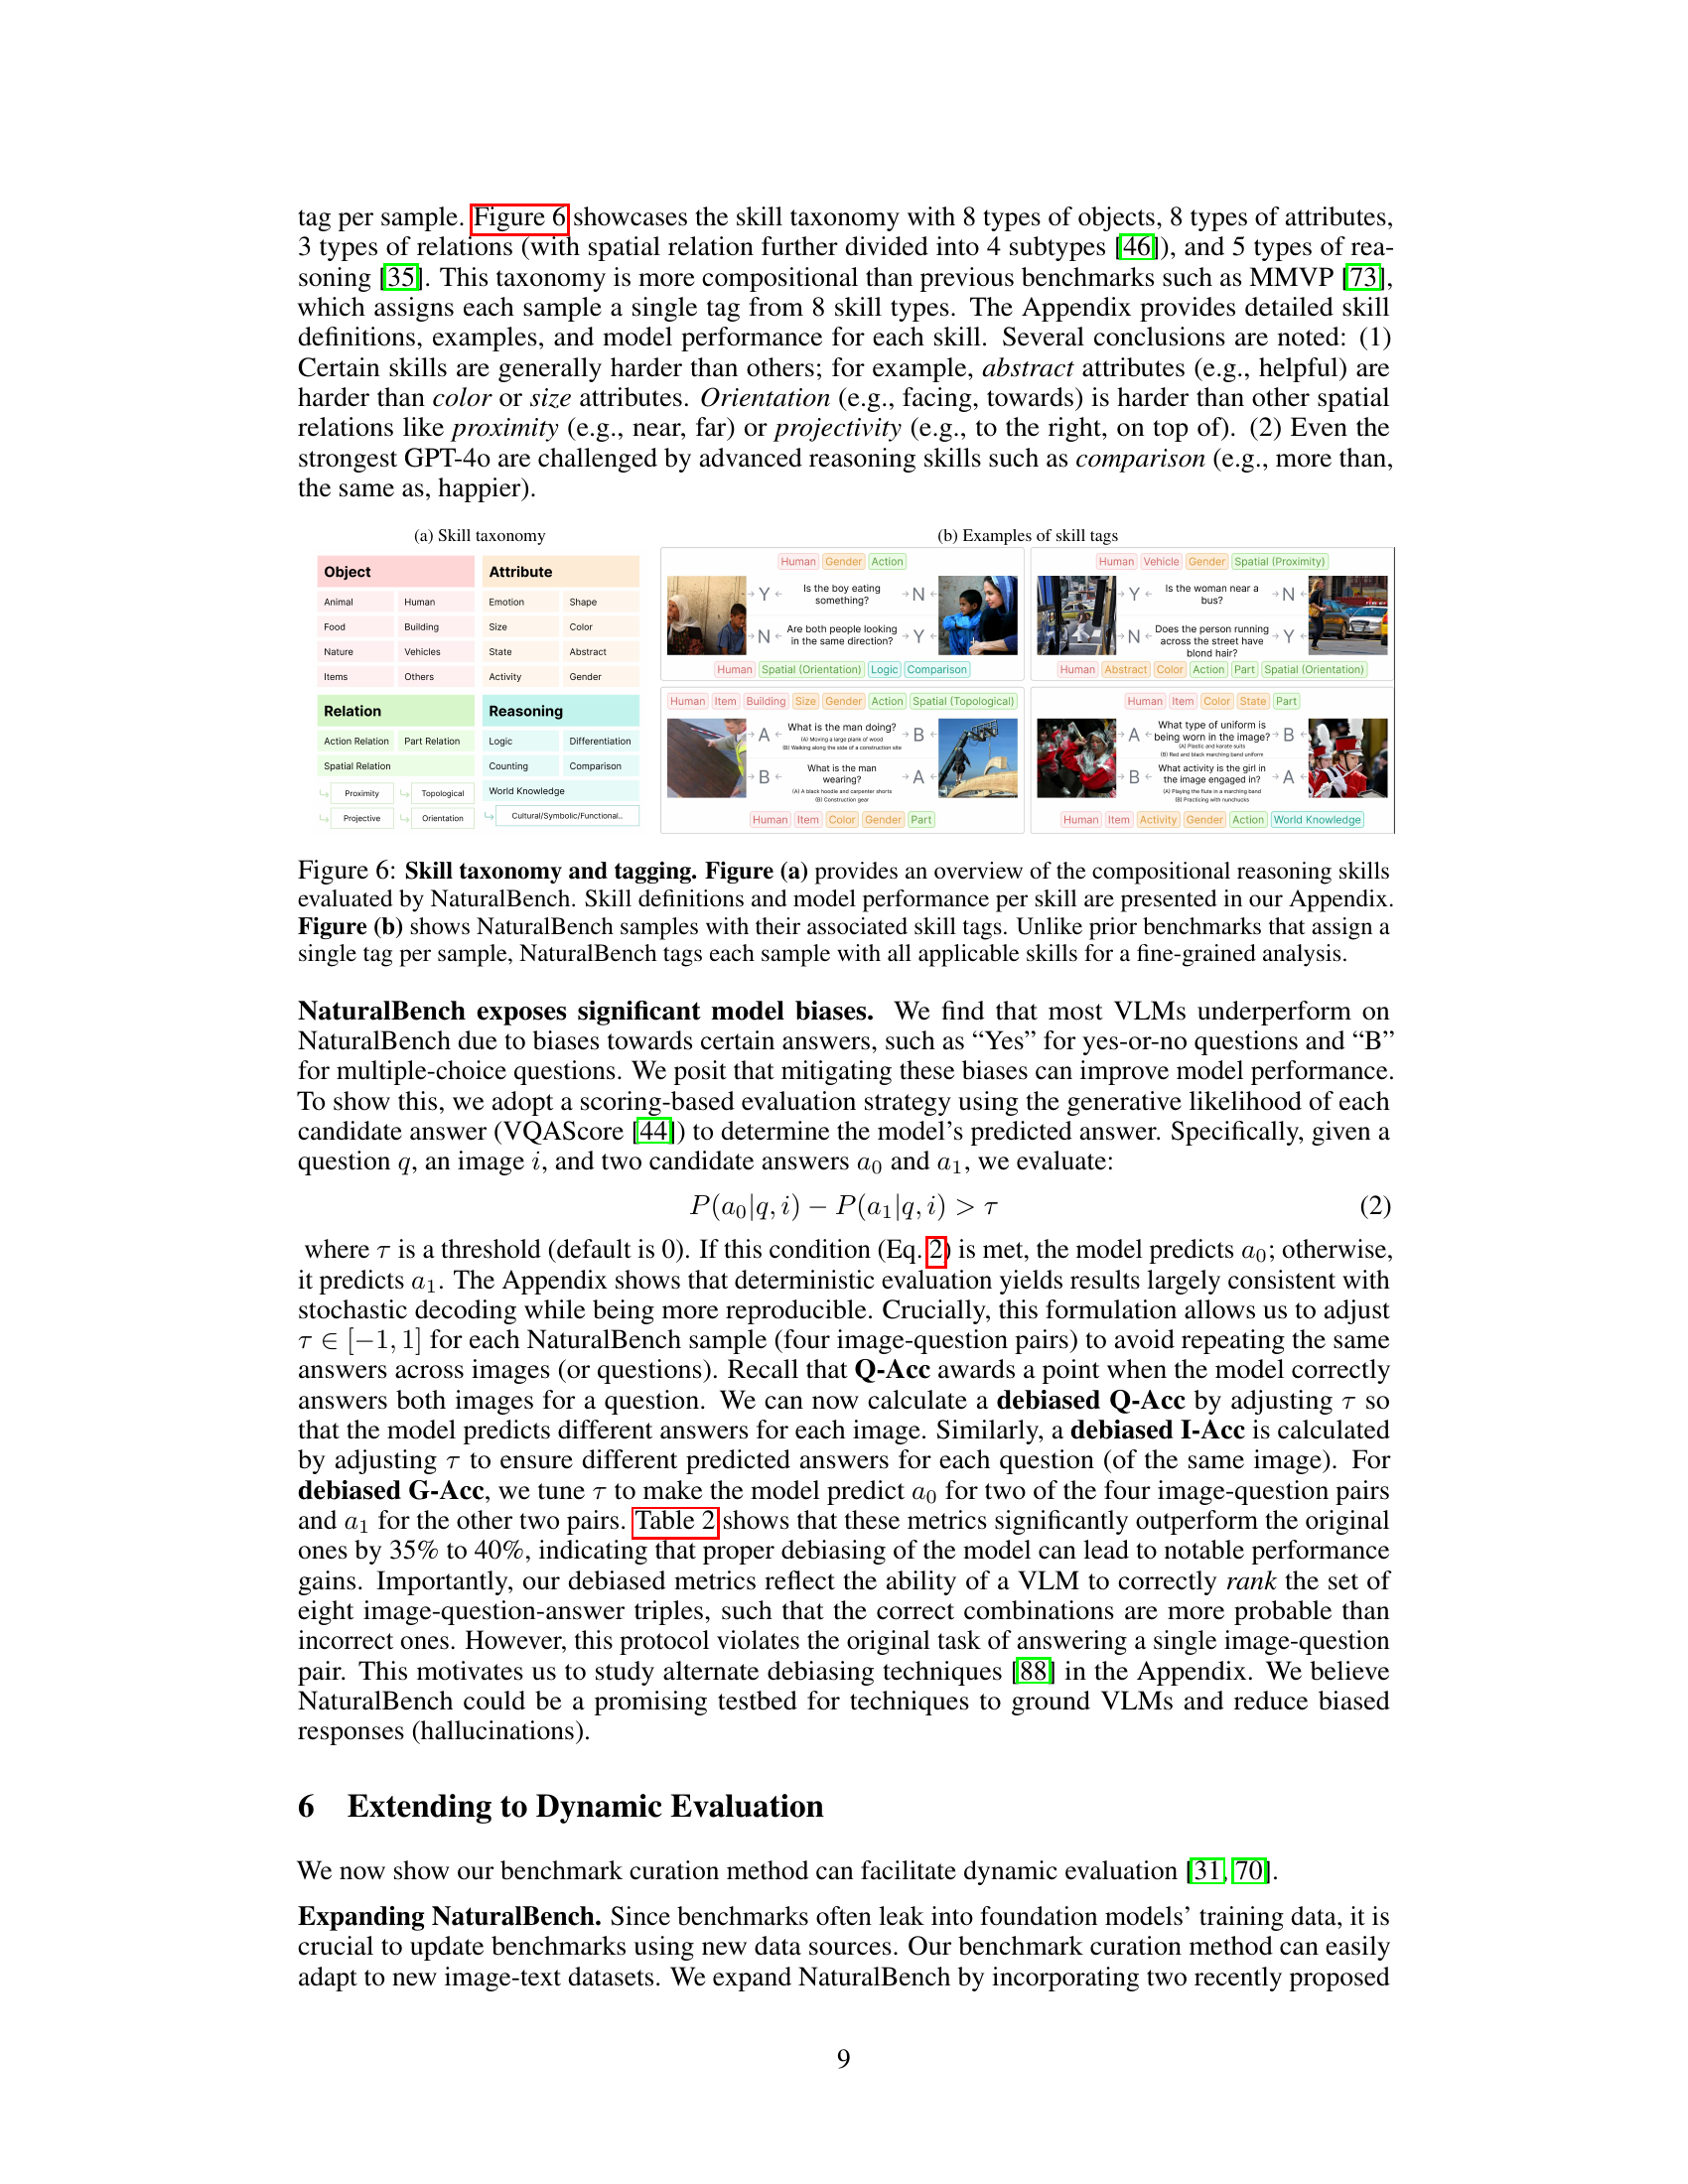 tag per sample. Figure 6 showcases the skill taxonomy with 8 types of objects, 8 types of attributes,
3 types of relations (with spatial relation further divided into 4 subtypes [46]), and 5 types of rea-
soning [35]. This taxonomy is more compositional than previous benchmarks such as MMVP [73],
which assigns each sample a single tag from 8 skill types. The Appendix provides detailed skill
definitions, examples, and model performance for each skill. Several conclusions are noted: (1)
Certain skills are generally harder than others; for example, abstract attributes (e.g., helpful) are
harder than color or size attributes. Orientation (e.g., facing, towards) is harder than other spatial
relations like proximity (e.g., near, far) or projectivity (e.g., to the right, on top of). (2) Even the
strongest GPT-4o are challenged by advanced reasoning skills such as comparison (e.g., more than,
the same as, happier).
(a) Skill taxonomy
Object
Animal Human
Food Building
Nature Vehicles
Items Others
Attribute
Emotion Shape
Size Color
State Abstract
Activity Gender
Relation
Action Relation Part Relation
Spatial Relation
Proximity Topological
Projective Orientation
Reasoning
Logic Differentiation
Counting Comparison
World Knowledge
Cultural/Symbolic/Functional..
(b) Examples of skill tags
Human Gender Action
Y Is the boy eating something? N
N Are both people looking in the same direction? Y
Human Spatial (Orientation) Logic Comparison
Human Vehicle Gender Spatial (Proximity)
Y Is the woman near a bus? N
N Does the person running across the street have blond hair? Y
Human Abstract Color Action Part Spatial (Orientation)
Human Item Building Size Gender Action Spatial (Topological)
A What is the man doing? B
(A) Moving a large plank of wood
(B) Walking along the side of a construction site
B What is the man wearing? A
(A) A black hoodie and carpenter shorts
(B) Construction gear
Human Item Color Gender Part
Human Item Color State Part
A What type of uniform is being worn in the image? B
(A) Plastic and karate suits
(B) Red and black marching band uniform
B What activity is the girl in the image engaged in? A
(A) Playing the flute in a marching band
(B) Practicing with nunchucks
Human Item Activity Gender Action World Knowledge
Figure 6: Skill taxonomy and tagging. Figure (a) provides an overview of the compositional reasoning skills
evaluated by NaturalBench. Skill definitions and model performance per skill are presented in our Appendix.
Figure (b) shows NaturalBench samples with their associated skill tags. Unlike prior benchmarks that assign a
single tag per sample, NaturalBench tags each sample with all applicable skills for a fine-grained analysis.
NaturalBench exposes significant model biases. We find that most VLMs underperform on
NaturalBench due to biases towards certain answers, such as “Yes” for yes-or-no questions and “B”
for multiple-choice questions. We posit that mitigating these biases can improve model performance.
To show this, we adopt a scoring-based evaluation strategy using the generative likelihood of each
candidate answer (VQAScore [44]) to determine the model’s predicted answer. Specifically, given a
question q, an image i, and two candidate answers a₀ and a₁, we evaluate:
P(a₀|q, i) − P(a₁|q, i) > τ (2)
where τ is a threshold (default is 0). If this condition (Eq. 2) is met, the model predicts a₀; otherwise,
it predicts a₁. The Appendix shows that deterministic evaluation yields results largely consistent with
stochastic decoding while being more reproducible. Crucially, this formulation allows us to adjust
τ ∈ [−1, 1] for each NaturalBench sample (four image-question pairs) to avoid repeating the same
answers across images (or questions). Recall that Q-Acc awards a point when the model correctly
answers both images for a question. We can now calculate a debiased Q-Acc by adjusting τ so
that the model predicts different answers for each image. Similarly, a debiased I-Acc is calculated
by adjusting τ to ensure different predicted answers for each question (of the same image). For
debiased G-Acc, we tune τ to make the model predict a₀ for two of the four image-question pairs
and a₁ for the other two pairs. Table 2 shows that these metrics significantly outperform the original
ones by 35% to 40%, indicating that proper debiasing of the model can lead to notable performance
gains. Importantly, our debiased metrics reflect the ability of a VLM to correctly rank the set of
eight image-question-answer triples, such that the correct combinations are more probable than
incorrect ones. However, this protocol violates the original task of answering a single image-question
pair. This motivates us to study alternate debiasing techniques [88] in the Appendix. We believe
NaturalBench could be a promising testbed for techniques to ground VLMs and reduce biased
responses (hallucinations).
6 Extending to Dynamic Evaluation
We now show our benchmark curation method can facilitate dynamic evaluation [31, 70].
Expanding NaturalBench. Since benchmarks often leak into foundation models’ training data, it is
crucial to update benchmarks using new data sources. Our benchmark curation method can easily
adapt to new image-text datasets. We expand NaturalBench by incorporating two recently proposed
9